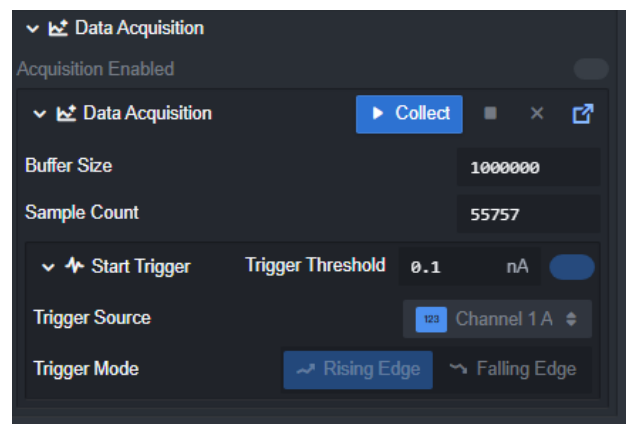 Data Acquisition
Acquisition Enabled
Data Acquisition Collect
Buffer Size 1000000
Sample Count 55757
Start Trigger Trigger Threshold 0.1 nA
Trigger Source 123 Channel 1 A
Trigger Mode Rising Edge Falling Edge